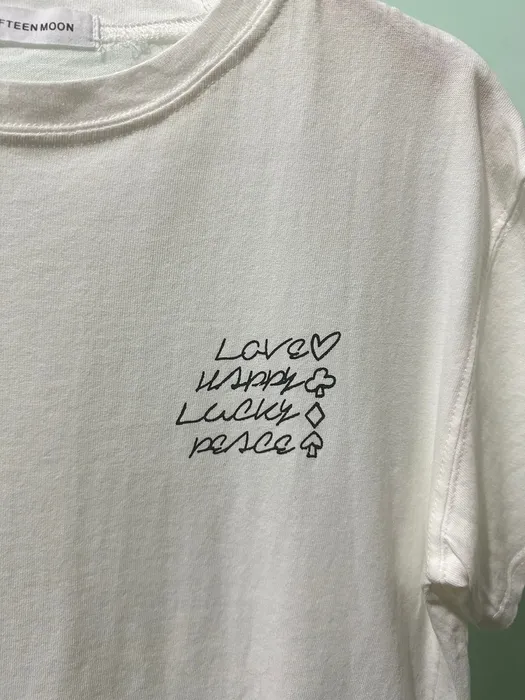 FTEEN MOON
LOVE♡
HAPPY♧
LUCKY♢
PEACE♤